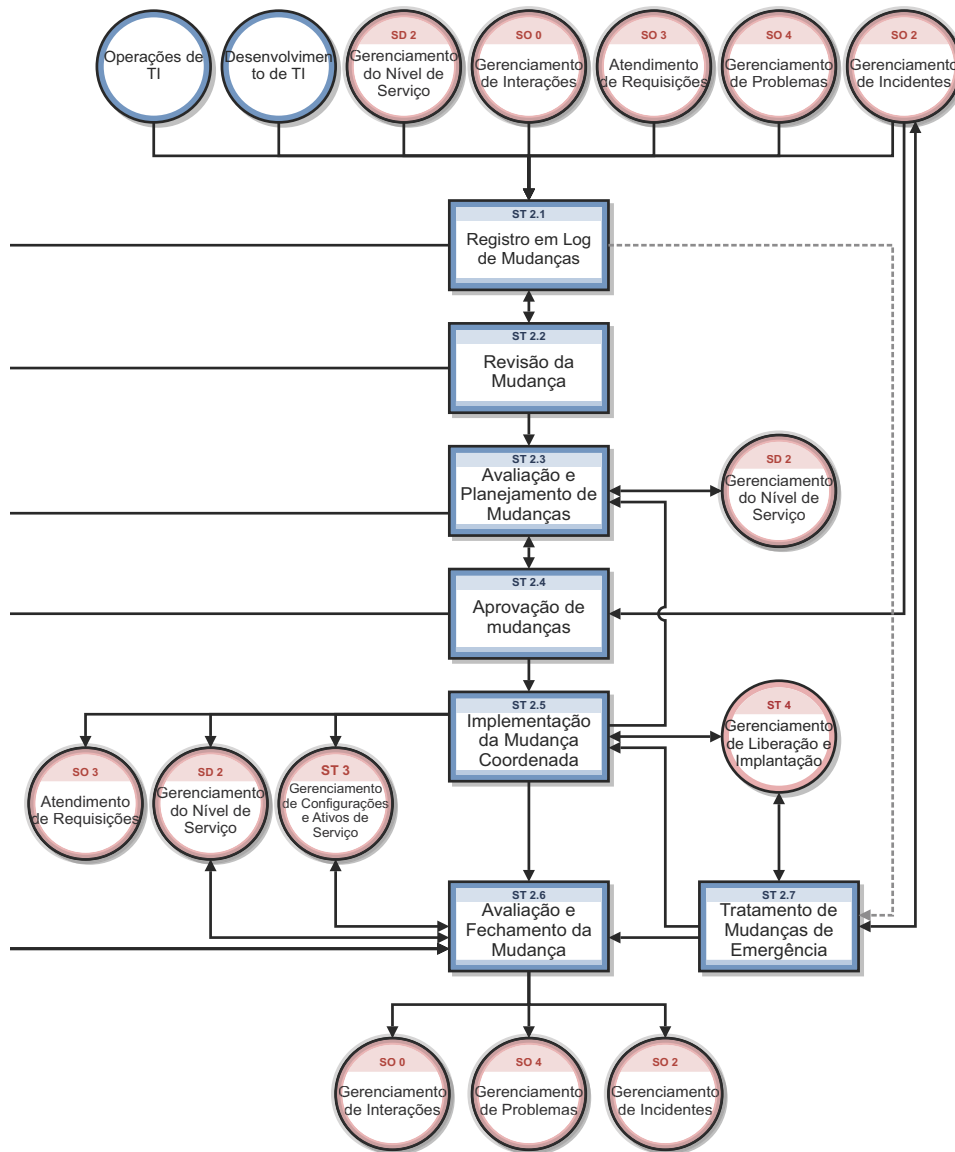 Operações de
TI
Desenvolvimen
to de TI
SD 2
Gerenciamento
do Nível de
Serviço
SO 0
Gerenciamento
de Interações
SO 3
Atendimento
de Requisições
SO 4
Gerenciamento
de Problemas
SO 2
Gerenciamento
de Incidentes
ST 2.1
Registro em Log
de Mudanças
ST 2.2
Revisão da
Mudança
ST 2.3
Avaliação e
Planejamento de
Mudanças
SD 2
Gerenciamento
do Nível de
Serviço
ST 2.4
Aprovação de
mudanças
ST 2.5
Implementação
da Mudança
Coordenada
ST 4
Gerenciamento
de Liberação e
Implantação
SO 3
Atendimento
de Requisições
SD 2
Gerenciamento
do Nível de
Serviço
ST 3
Gerenciamento
de Configurações
e Ativos de
Serviço
ST 2.6
Avaliação e
Fechamento da
Mudança
ST 2.7
Tratamento de
Mudanças de
Emergência
SO 0
Gerenciamento
de Interações
SO 4
Gerenciamento
de Problemas
SO 2
Gerenciamento
de Incidentes